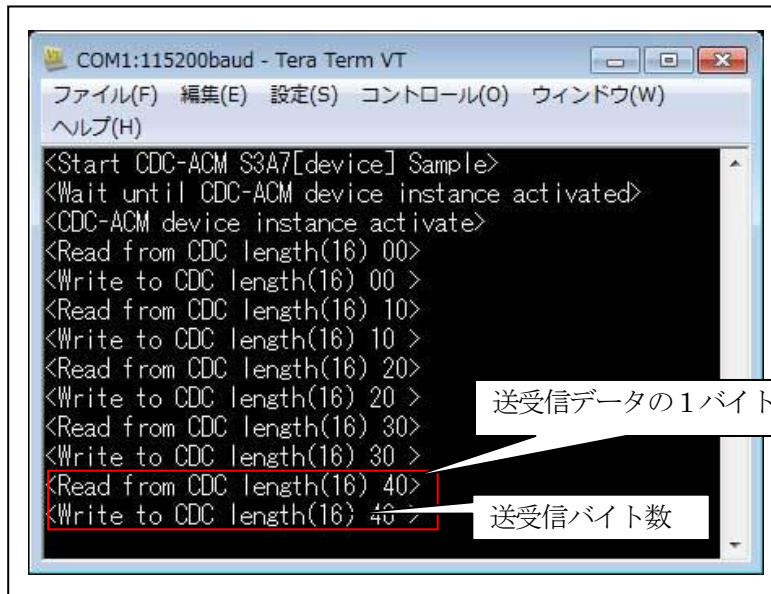 COM1:115200baud - Tera Term VT
ファイル(F) 編集(E) 設定(S) コントロール(O) ウィンドウ(W)
ヘルプ(H)
<Start CDC-ACM S3A7[device] Sample>
<Wait until CDC-ACM device instance activated>
<CDC-ACM device instance activate>
<Read from CDC length(16) 00>
<Write to CDC length(16) 00 >
<Read from CDC length(16) 10>
<Write to CDC length(16) 10 >
<Read from CDC length(16) 20>
<Write to CDC length(16) 20 >
<Read from CDC length(16) 30>
<Write to CDC length(16) 30 >
<Read from CDC length(16) 40>
<Write to CDC length(16) 40 >
送受信データの1バイト
送受信バイト数